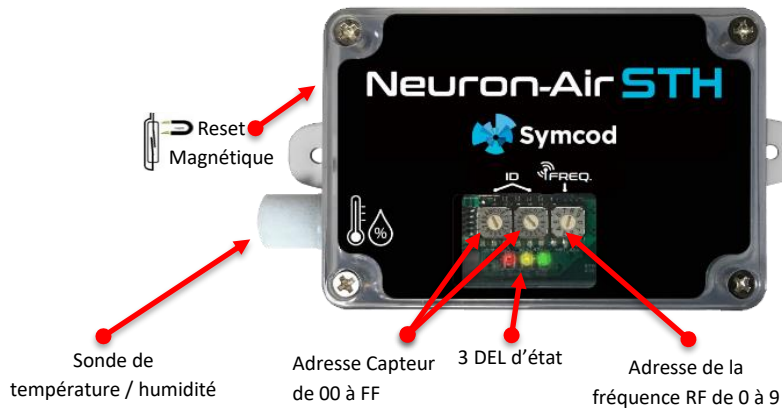 Neuron-Air STH
Reset
Magnétique
Symcod
ID FREQ.
%
Sonde de
température / humidité
Adresse Capteur
de 00 à FF
3 DEL d’état
Adresse de la
fréquence RF de 0 à 9